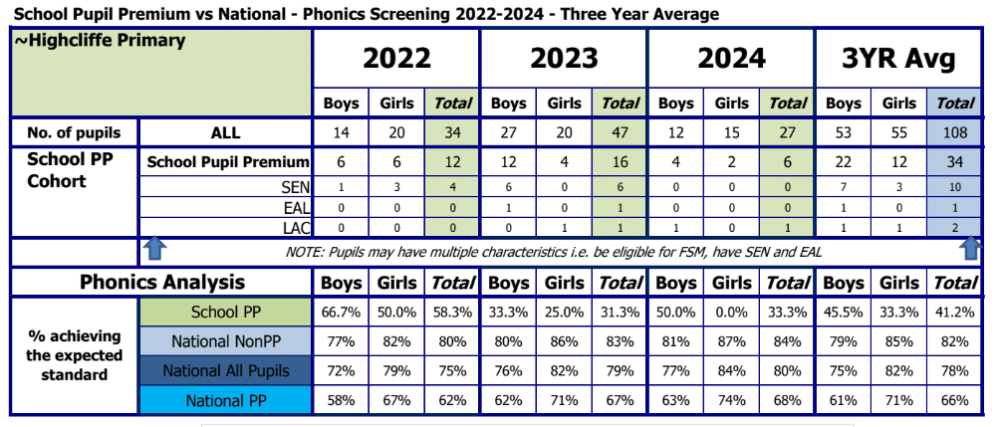 School Pupil Premium vs National - Phonics Screening 2022-2024 - Three Year Average
~Highcliffe Primary 2022 2023 2024 3YR Avg
Boys Girls Total Boys Girls Total Boys Girls Total Boys Girls Total
No. of pupils ALL 14 20 34 27 20 47 12 15 27 53 55 108
School PP Cohort School Pupil Premium 6 6 12 12 4 16 4 2 6 22 12 34
SEN 1 3 4 6 0 6 0 0 0 7 3 10
EAL 0 0 0 1 0 1 0 0 0 1 0 1
LAC 0 0 0 0 1 1 1 0 1 1 1 2
NOTE: Pupils may have multiple characteristics i.e. be eligible for FSM, have SEN and EAL
Phonics Analysis Boys Girls Total Boys Girls Total Boys Girls Total Boys Girls Total
% achieving the expected standard
School PP 66.7% 50.0% 58.3% 33.3% 25.0% 31.3% 50.0% 0.0% 33.3% 45.5% 33.3% 41.2%
National NonPP 77% 82% 80% 80% 86% 83% 81% 87% 84% 79% 85% 82%
National All Pupils 72% 79% 75% 76% 82% 79% 77% 84% 80% 75% 82% 78%
National PP 58% 67% 62% 62% 71% 67% 63% 74% 68% 61% 71% 66%